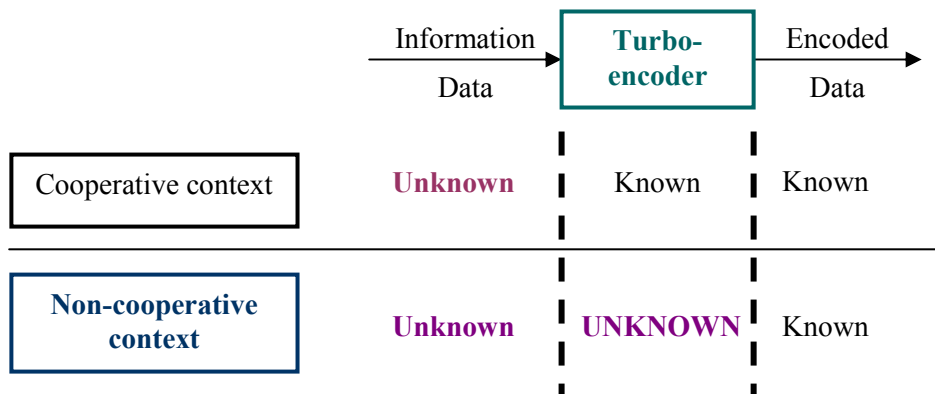 Information
Data
Turbo-
encoder
Encoded
Data
Cooperative context
Unknown
Known
Known
Non-cooperative
context
Unknown
UNKNOWN
Known